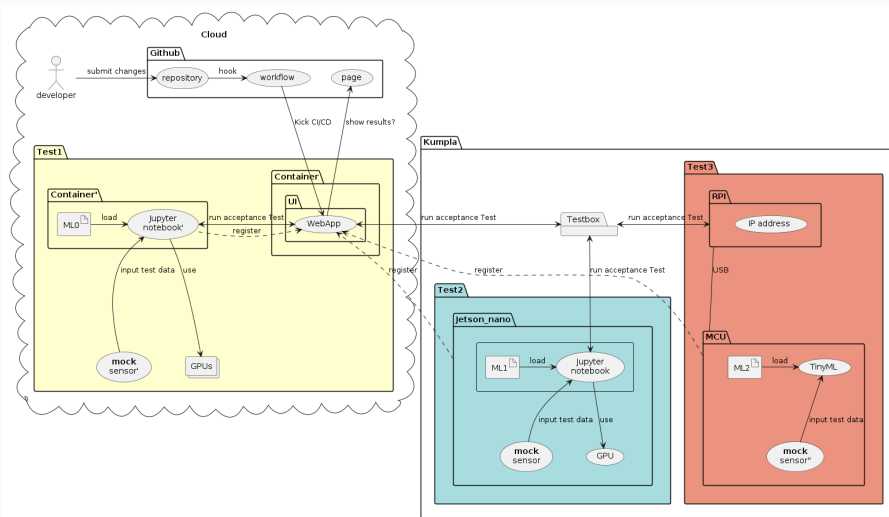 Cloud
Github
developer
submit changes
repository
hook
workflow
page
Kick CI/CD
show results?
Kumpla
Test1
Container'
ML0
load
Jupyter
notebook'
run acceptance Test
register
Container
UI
WebApp
run acceptance Test
Testbox
run acceptance Test
Test3
RPI
IP address
input test data
use
register
register
run acceptance Test
USB
mock
sensor'
GPUs
Test2
Jetson_nano
ML1
load
Jupyter
notebook
input test data
use
mock
sensor
GPU
MCU
ML2
load
TinyML
input test data
mock
sensor"